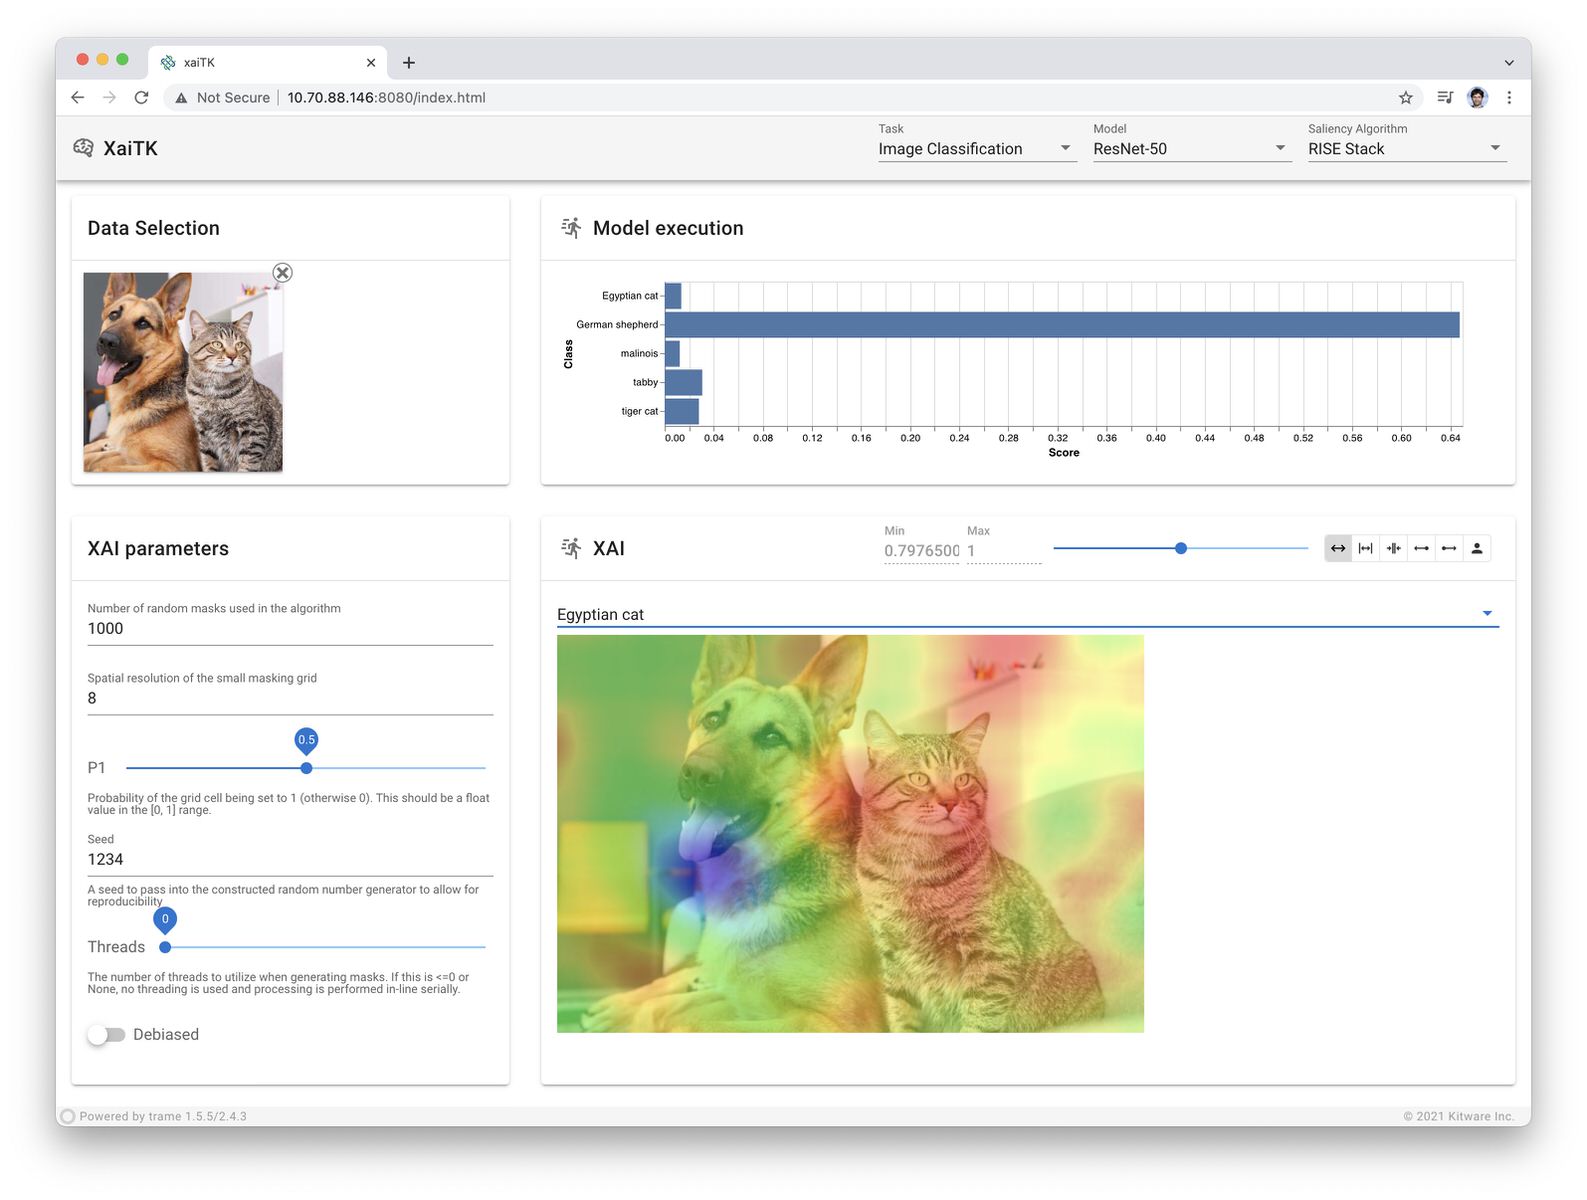 xaiTK
Not Secure 10.70.88.146:8080/index.html
XaiTK
Task
Image Classification
Model
ResNet-50
Saliency Algorithm
RISE Stack
Data Selection
Model execution
Egyptian cat
German shepherd
malinois
tabby
tiger cat
Class
0.00 0.04 0.08 0.12 0.16 0.20 0.24 0.28 0.32 0.36 0.40 0.44 0.48 0.52 0.56 0.60 0.64
Score
XAI parameters
Number of random masks used in the algorithm
1000
Spatial resolution of the small masking grid
8
0.5
P1
Probability of the grid cell being set to 1 (otherwise 0). This should be a float
value in the [0, 1] range.
Seed
1234
A seed to pass into the constructed random number generator to allow for
reproducibility
0
Threads
The number of threads to utilize when generating masks. If this is <=0 or
None, no threading is used and processing is performed in-line serially.
Debiased
XAI
Min
0.7976500
Max
1
Egyptian cat
Powered by trame 1.5.5/2.4.3
© 2021 Kitware Inc.